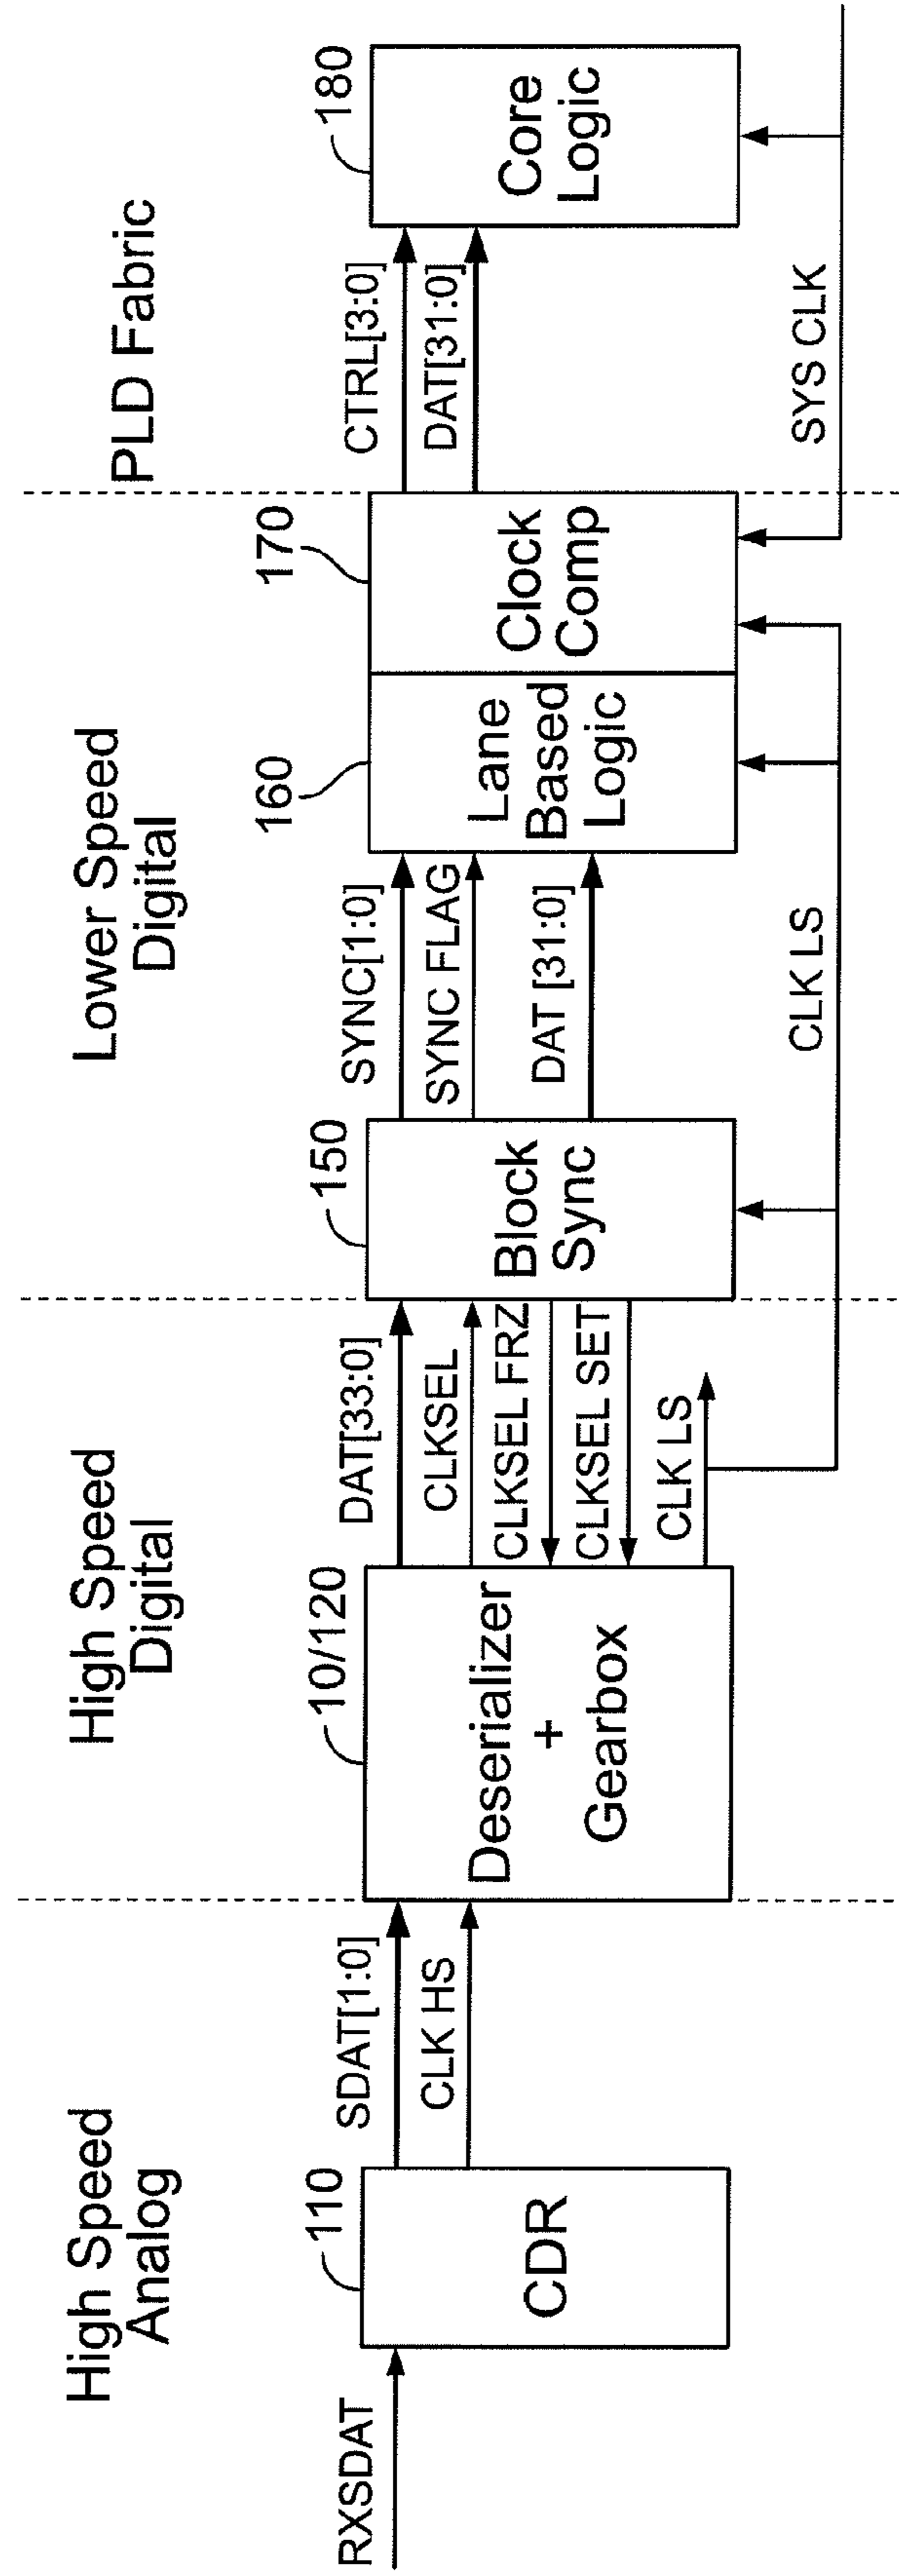 High Speed
Analog
High Speed
Digital
Lower Speed
Digital
PLD Fabric
RXSDAT
110
CDR
SDAT[1:0]
CLK HS
10/120
Deserializer
+
Gearbox
DAT[33:0]
CLKSEL
CLKSEL FRZ
CLKSEL SET
CLK LS
150
Block
Sync
SYNC[1:0]
SYNC FLAG
DAT [31:0]
CLK LS
160
Lane
Based
Logic
170
Clock
Comp
CTRL[3:0]
DAT[31:0]
SYS CLK
180
Core
Logic